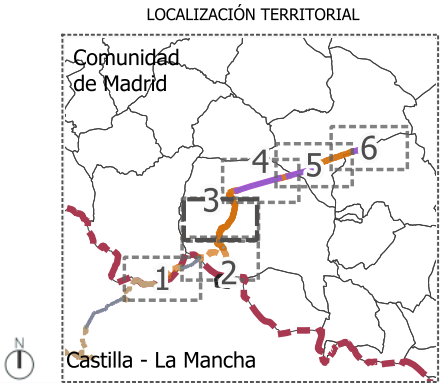 LOCALIZACIÓN TERRITORIAL
Comunidad
de Madrid
6
4
5
3
2
1
Castilla - La Mancha
N